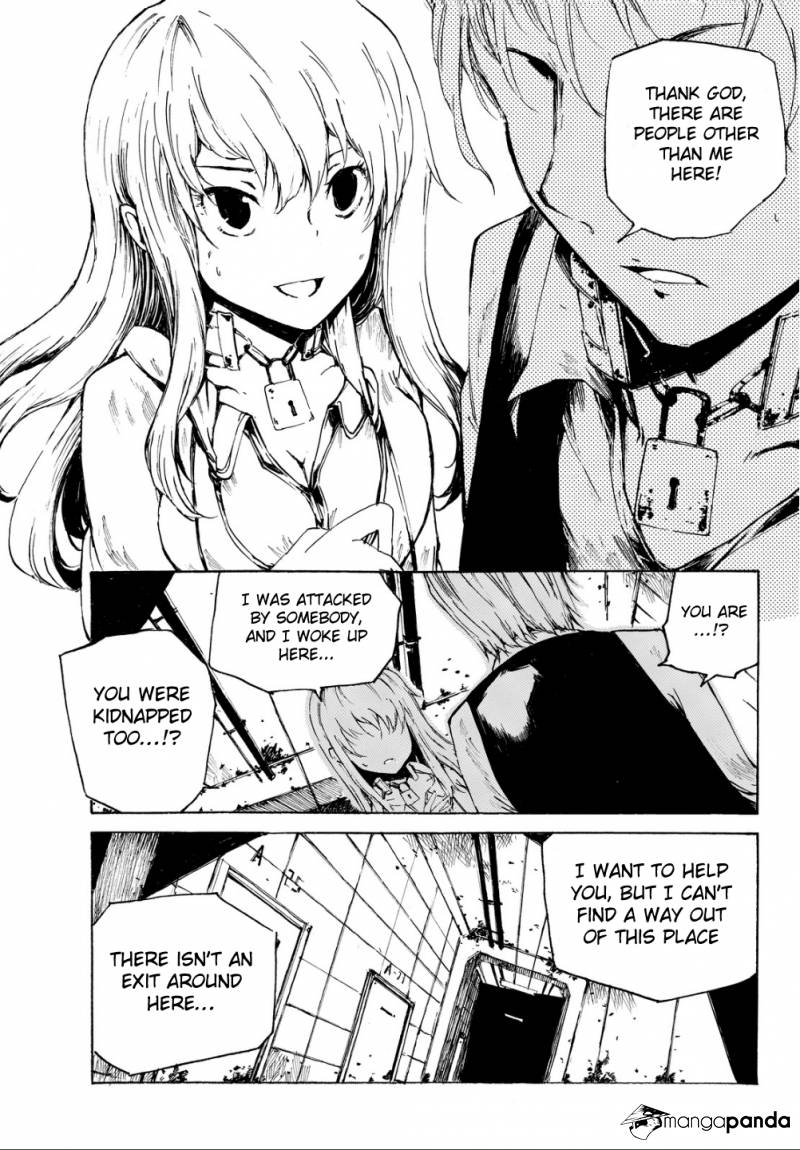 THANK GOD,
THERE ARE
PEOPLE OTHER
THAN ME
HERE!
YOU ARE
...!?
I WAS ATTACKED
BY SOMEBODY,
AND I WOKE UP
HERE...
YOU WERE
KIDNAPPED
TOO...!?
I WANT TO HELP
YOU, BUT I CAN'T
FIND A WAY OUT
OF THIS PLACE
THERE ISN'T AN
EXIT AROUND
HERE...
A-25
mangapanda